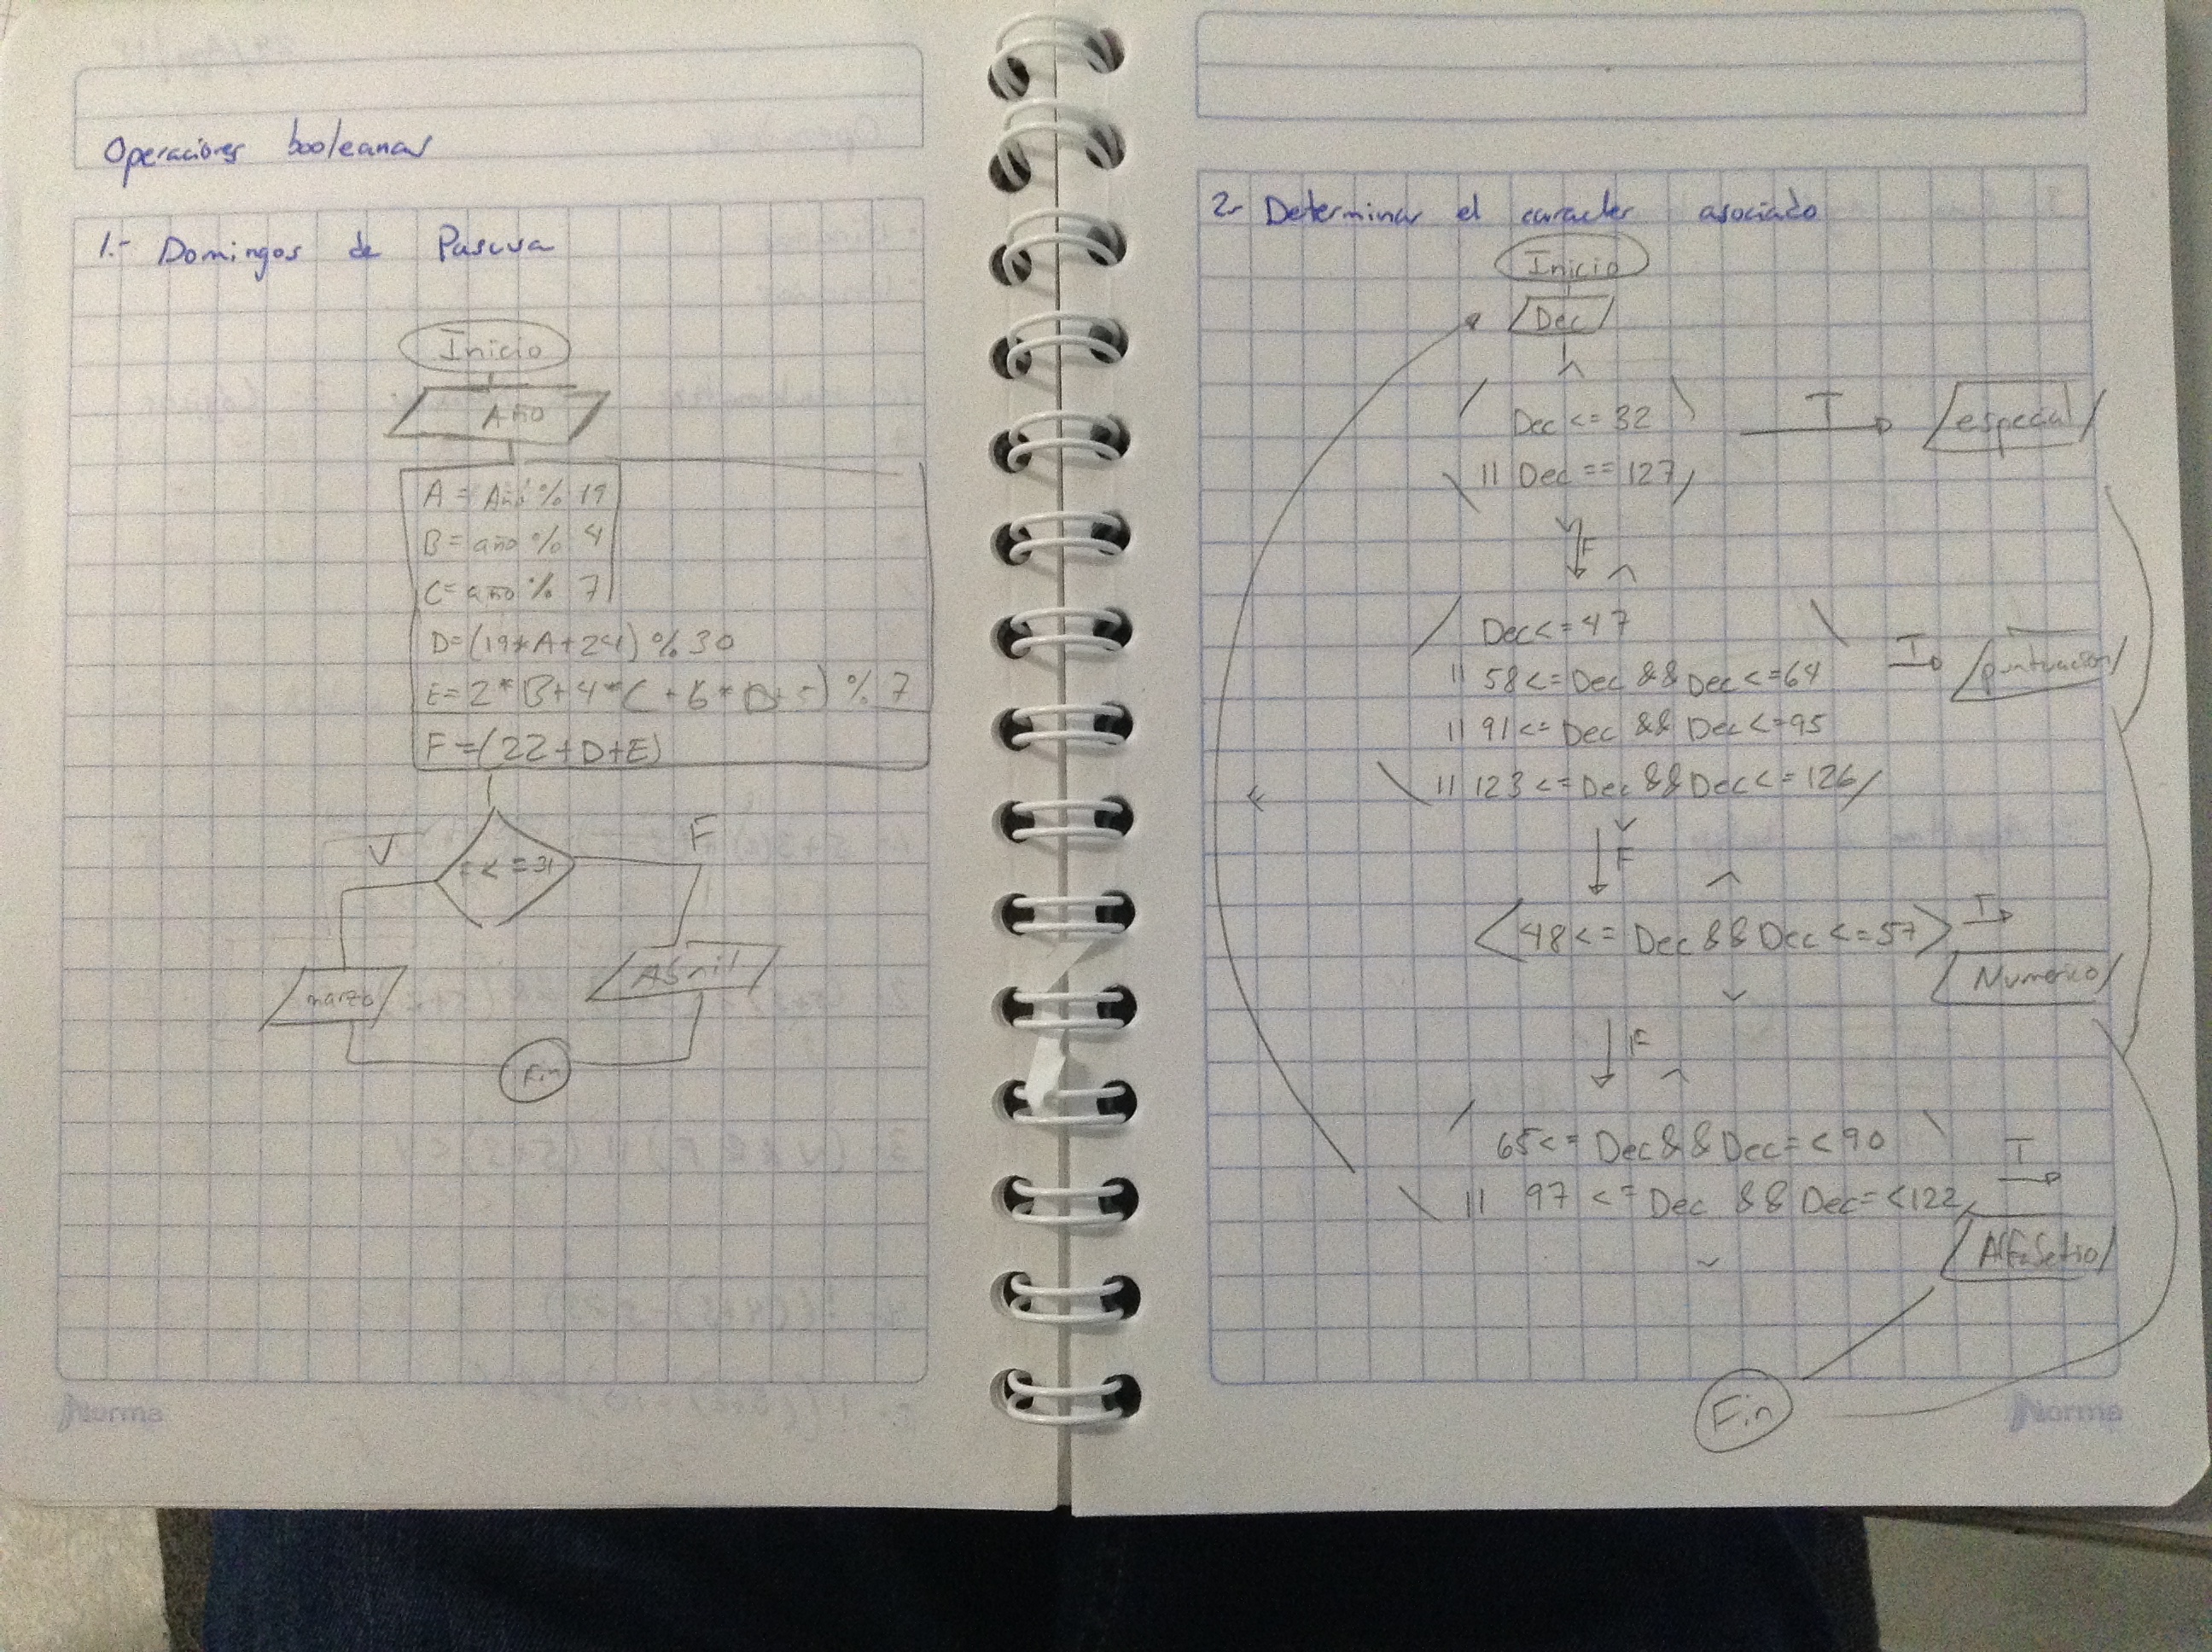 Operaciones booleanas
1.- Domingos de Pascua
Inicio
Año
A = Año % 19
B = año % 4
C = año % 7
D=(19*A+24) % 30
E=2*B+4*C+6*D+5) % 7
F=(22+D+E)
V
F
<=31
marzo
Abril
Fin
Norma
2- Determinar el caracter asociado
Inicio
Dec
Dec <= 32
|| Dec == 127
T
especial
F
Dec<=47
|| 58<=Dec && Dec <=64
|| 91<=Dec && Dec <=95
|| 123<=Dec && Dec <= 126
T
puntuacion
F
48<= Dec && Dec <=57
T
Numerico
F
65<= Dec && Dec=<90
|| 97 <= Dec && Dec=<122
T
Alfabetio
Fin
Norma